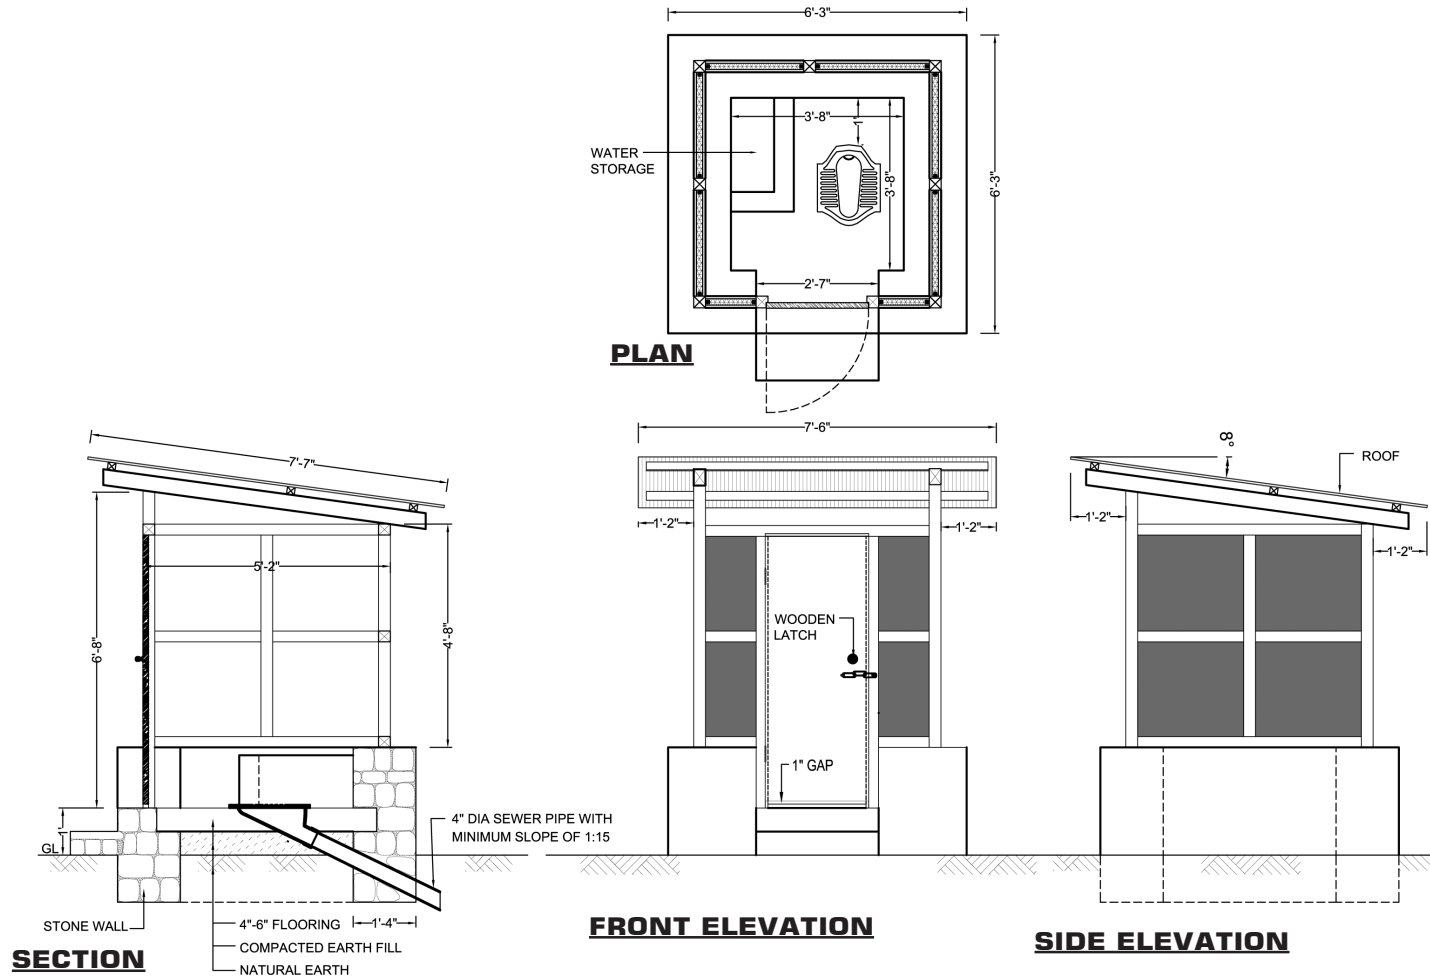 6'-3"
3'-8"
1'
WATER
STORAGE
3'-8"
6'-3"
2'-7"
PLAN
7'-7"
5'-2"
6'-8"
4'-8"
1'
GL
4" DIA SEWER PIPE WITH
MINIMUM SLOPE OF 1:15
STONE WALL
4"-6" FLOORING
1'-4"
COMPACTED EARTH FILL
NATURAL EARTH
SECTION
7'-6"
1'-2"
1'-2"
WOODEN
LATCH
1" GAP
FRONT ELEVATION
8°
ROOF
1'-2"
1'-2"
SIDE ELEVATION